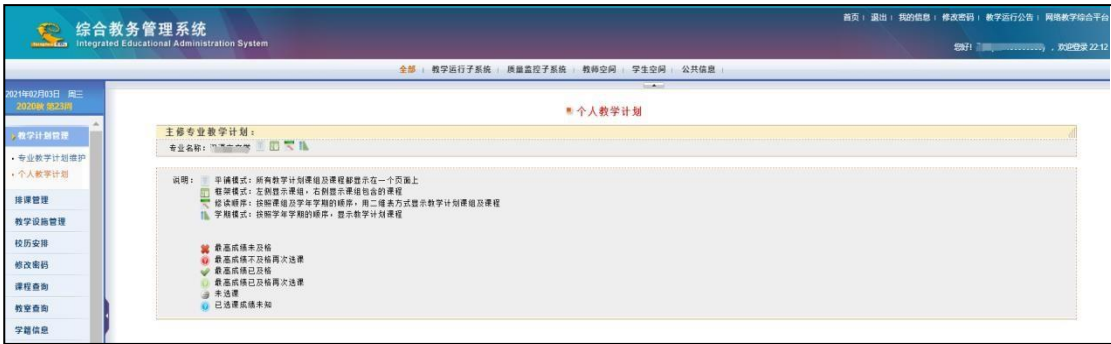 综合教务管理系统
Integrated Educational Administration System
首页 | 退出 | 我的信息 | 修改密码 | 教学运行公告 | 网络教学综合平台
您好! ，欢迎登录 22:12
全部 | 教学运行子系统 | 质量监控子系统 | 教师空间 | 学生空间 | 公共信息
2021年02月03日 周三
2020秋 第23周
个人教学计划
教学计划管理
专业教学计划维护
个人教学计划
排课管理
教学设施管理
校历安排
修改密码
课程查询
教室查询
学籍信息
主修专业教学计划：
专业名称：
说明： 平铺模式：所有教学计划课组及课程都显示在一个页面上
框架模式：左侧显示课组，右侧显示课组包含的课程
修读顺序：按照课组及学年学期的顺序，用二维表方式显示教学计划课组及课程
学期模式：按照学年学期的顺序，显示教学计划课程
最高成绩未及格
最高成绩不及格再次选课
最高成绩已及格
最高成绩已及格再次选课
未选课
已选课成绩未知